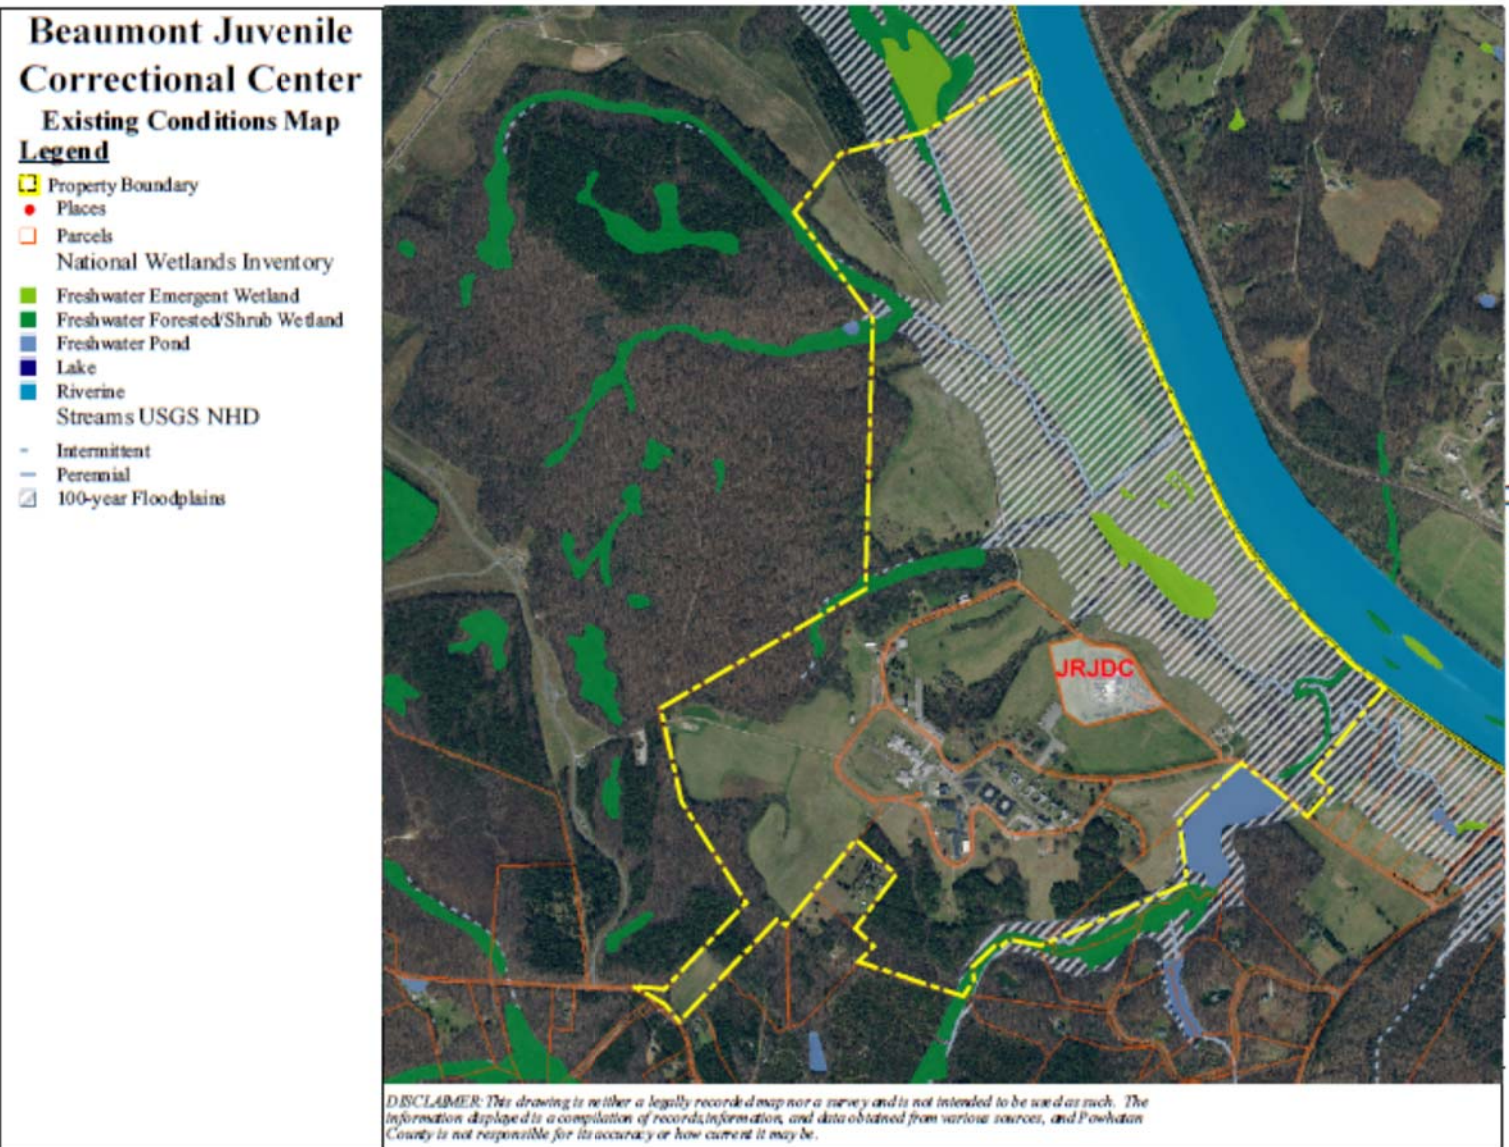 Beaumont Juvenile
Correctional Center
Existing Conditions Map
Legend
Property Boundary
Places
Parcels
National Wetlands Inventory
Freshwater Emergent Wetland
Freshwater Forested/Shrub Wetland
Freshwater Pond
Lake
Riverine
Streams USGS NHD
Intermittent
Perennial
100-year Floodplains
JRJDC
DISCLAIMER: This drawing is neither a legally recorded map nor a survey and is not intended to be used as such. The
information displayed is a compilation of records, information, and data obtained from various sources, and Powhatan
County is not responsible for its accuracy or how current it may be.